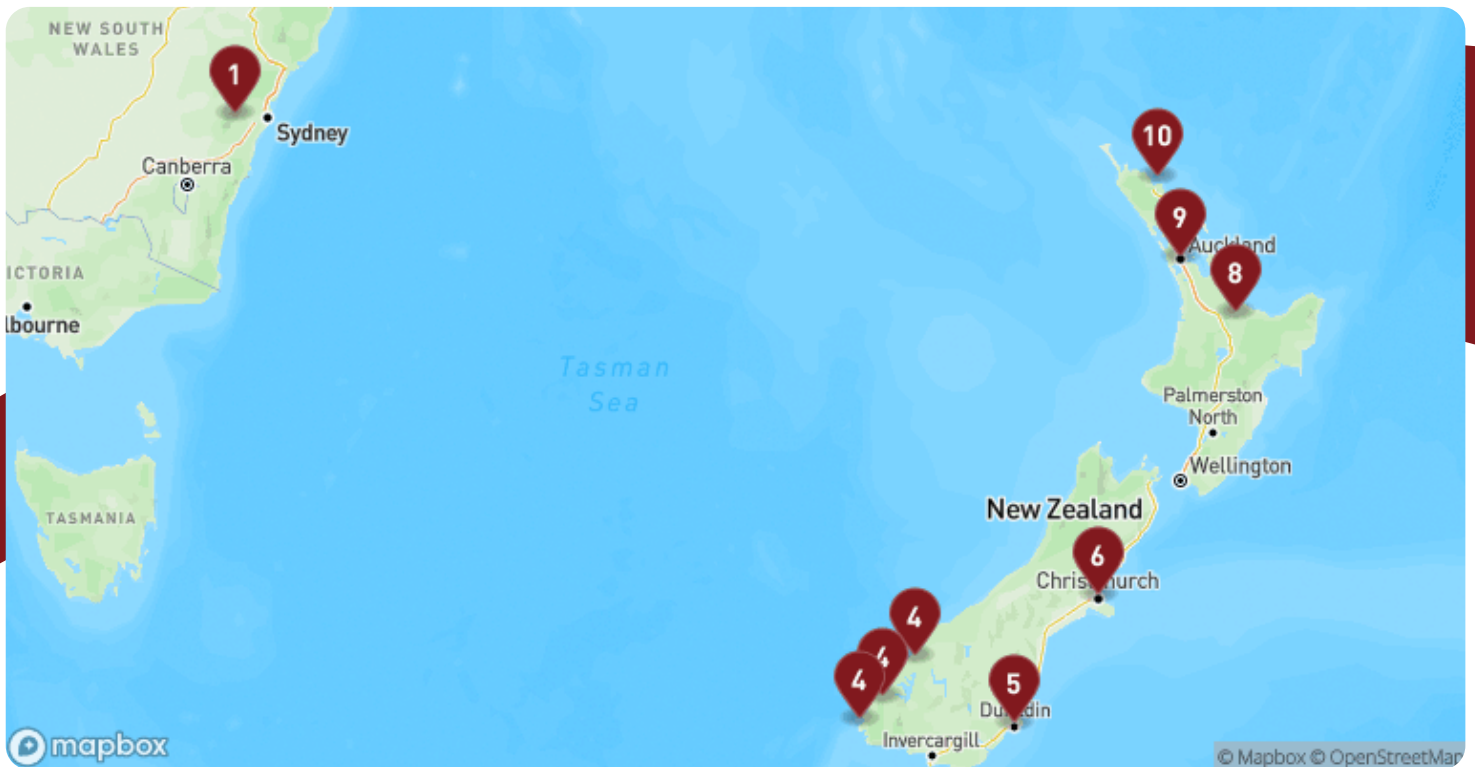 NEW SOUTH
WALES
1
Sydney
Canberra
ICTORIA
lbourne
TASMANIA
Tasman
Sea
10
9
Auckland
8
Palmerston
North
Wellington
New Zealand
6
Christchurch
4
4
4
5
Dunedin
Invercargill
mapbox
© Mapbox © OpenStreetMap